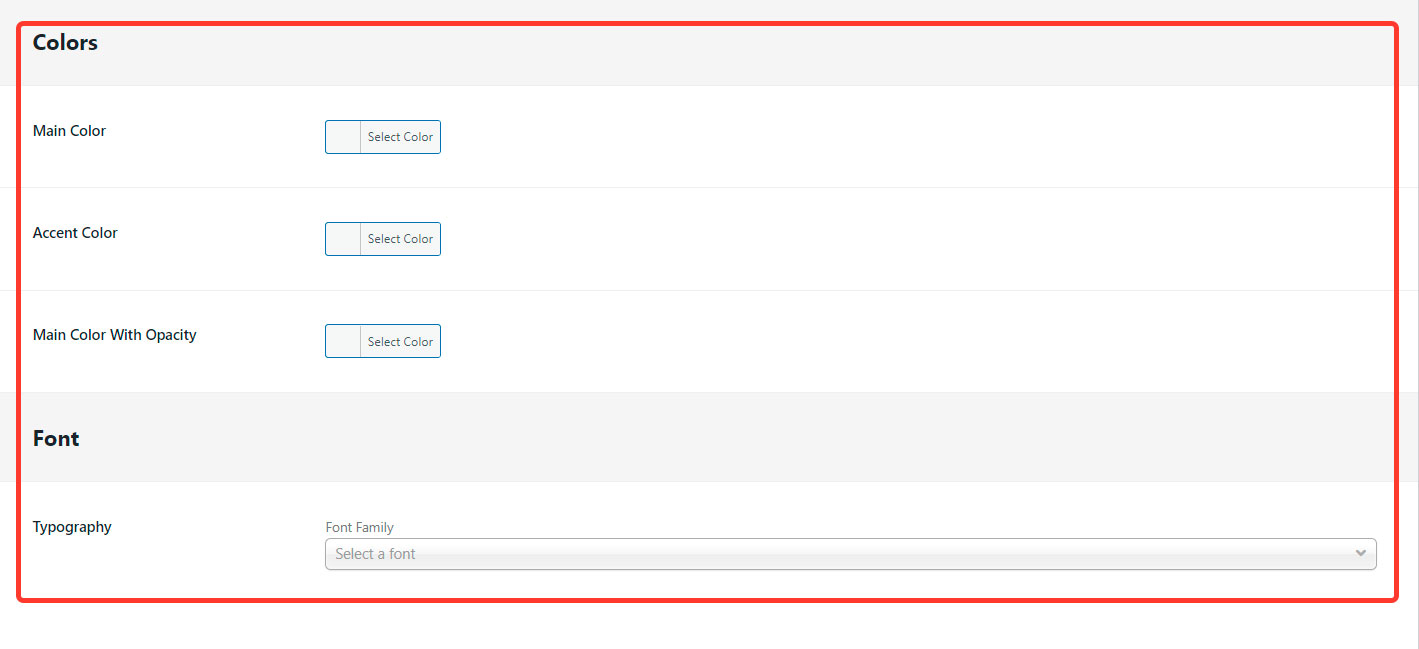 Colors
Main Color
Select Color
Accent Color
Select Color
Main Color With Opacity
Select Color
Font
Typography
Font Family
Select a font